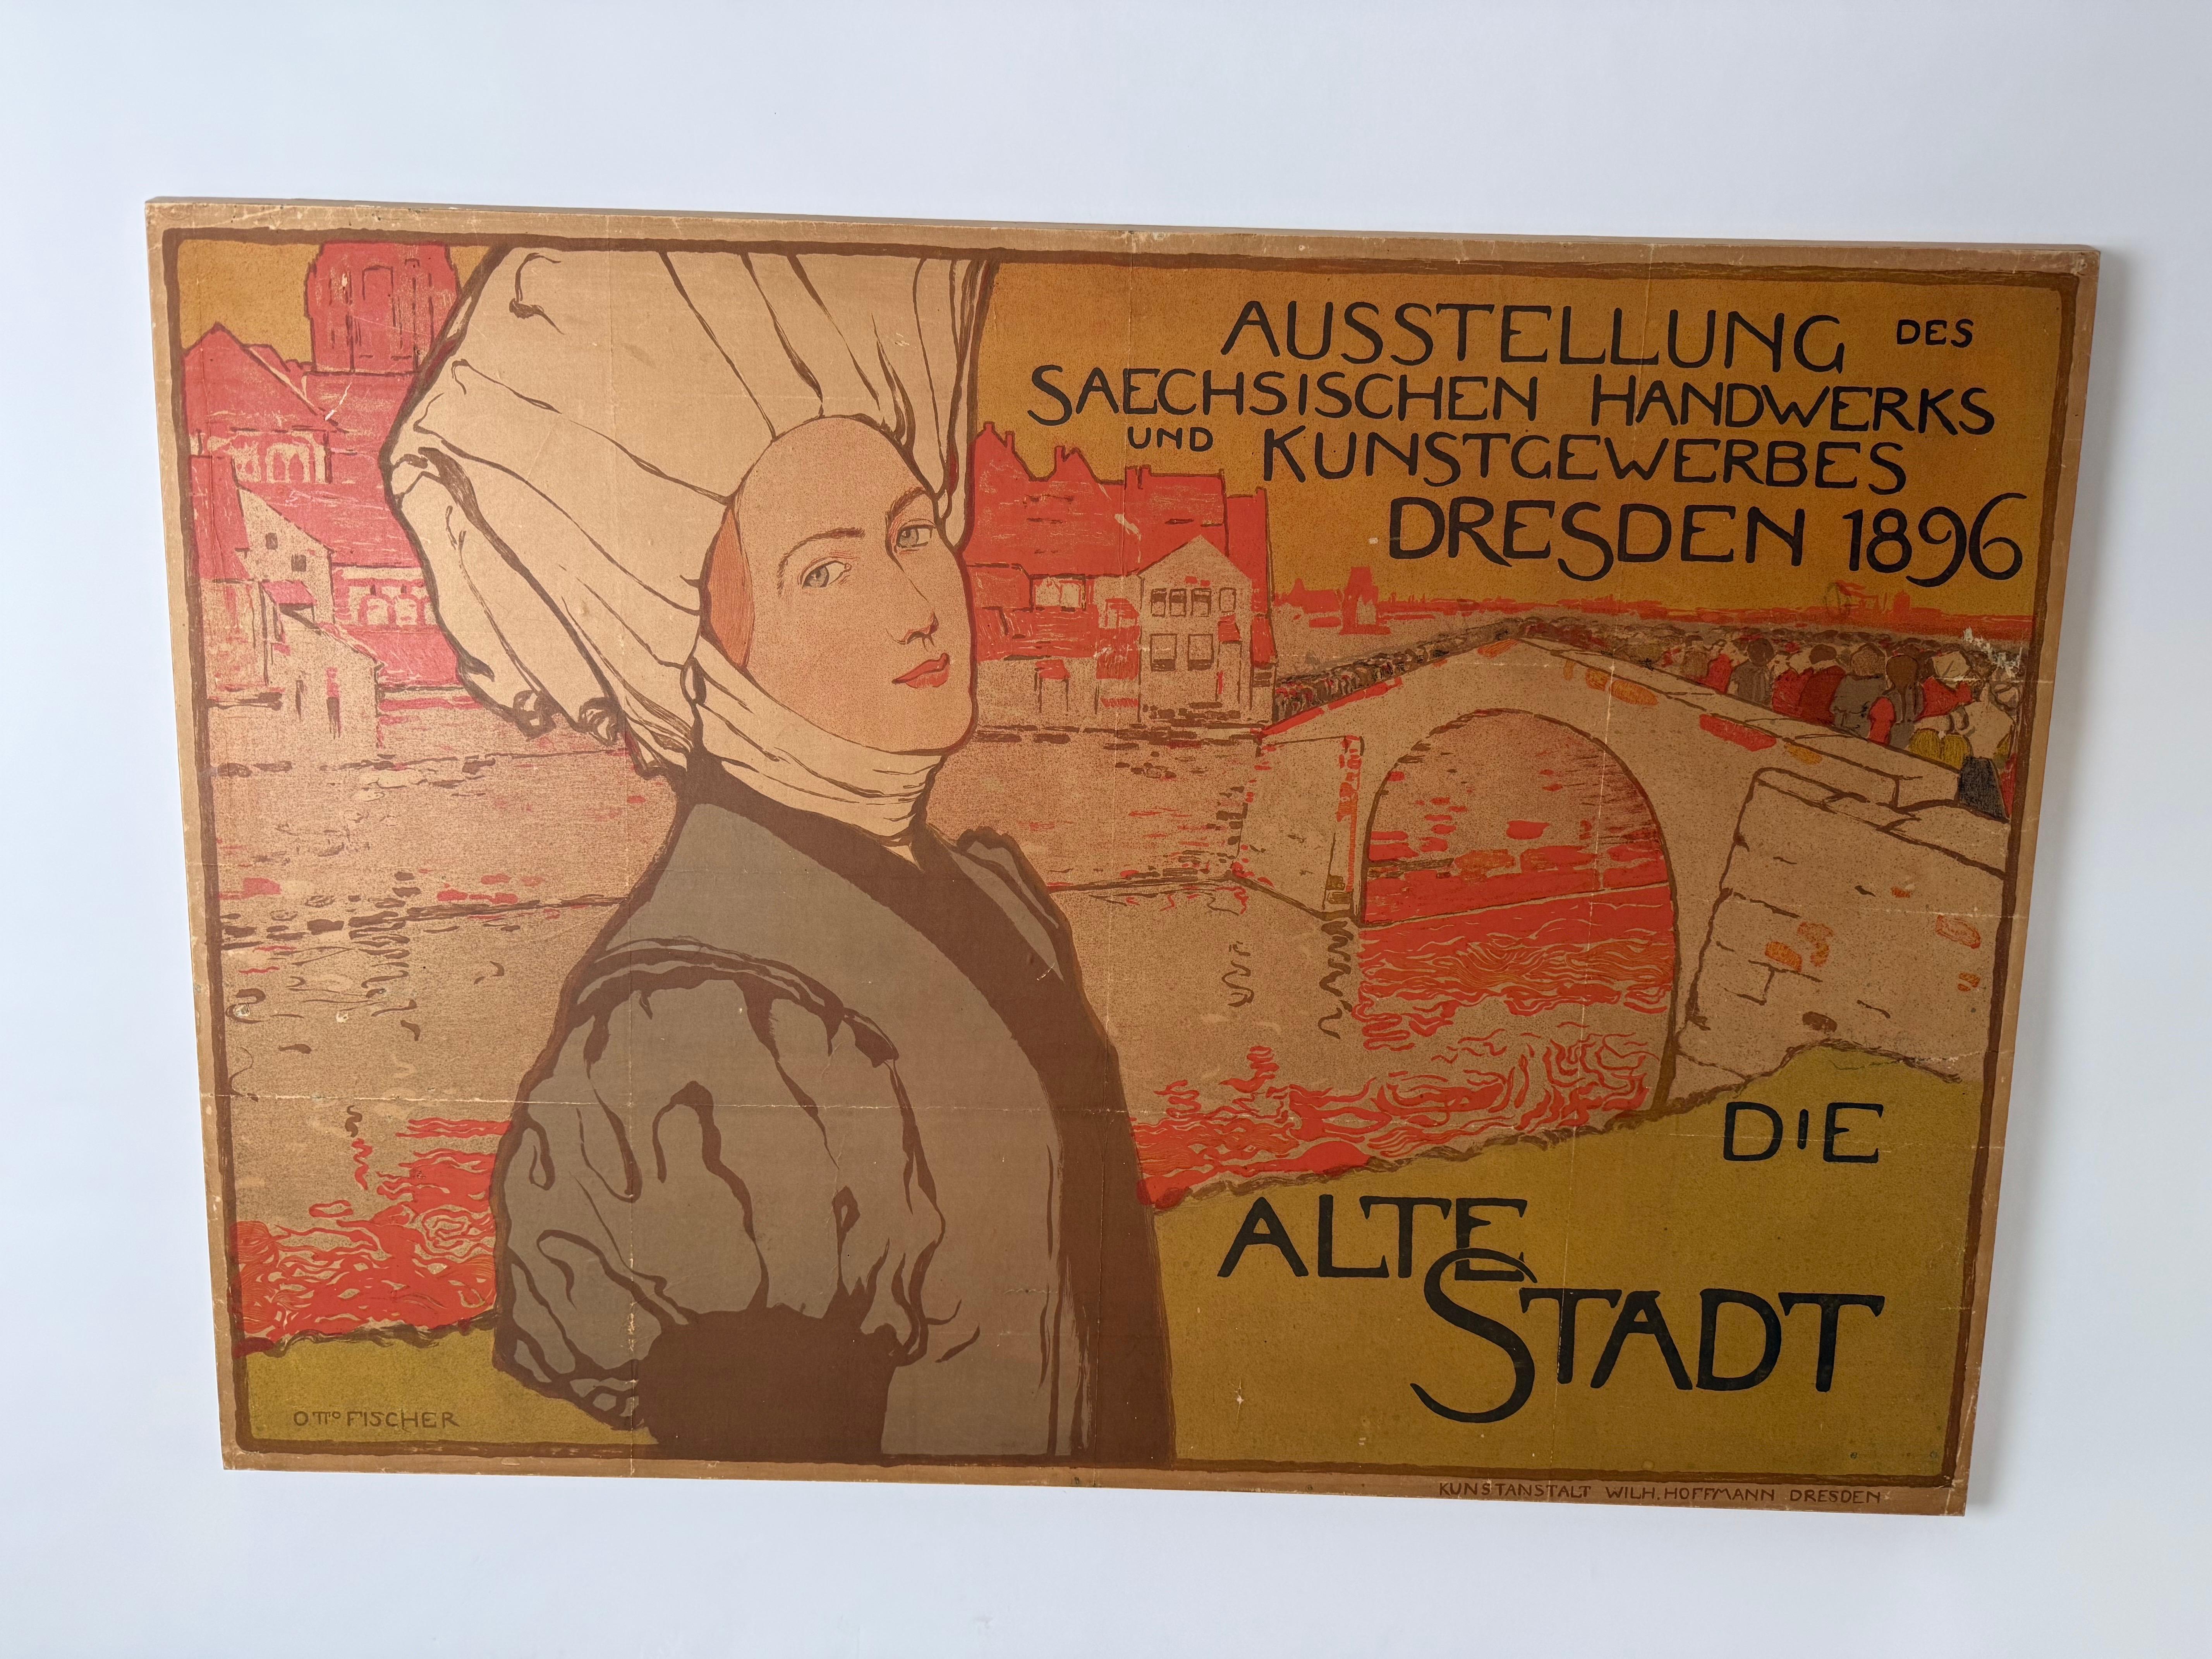 AUSSTELLUNG DES
SAECHSISCHEN HANDWERKS
UND KUNSTGEWERBES
DRESDEN 1896
DIE
ALTE
STADT
OTTO FISCHER
KUNSTANSTALT WILH. HOFFMANN DRESDEN